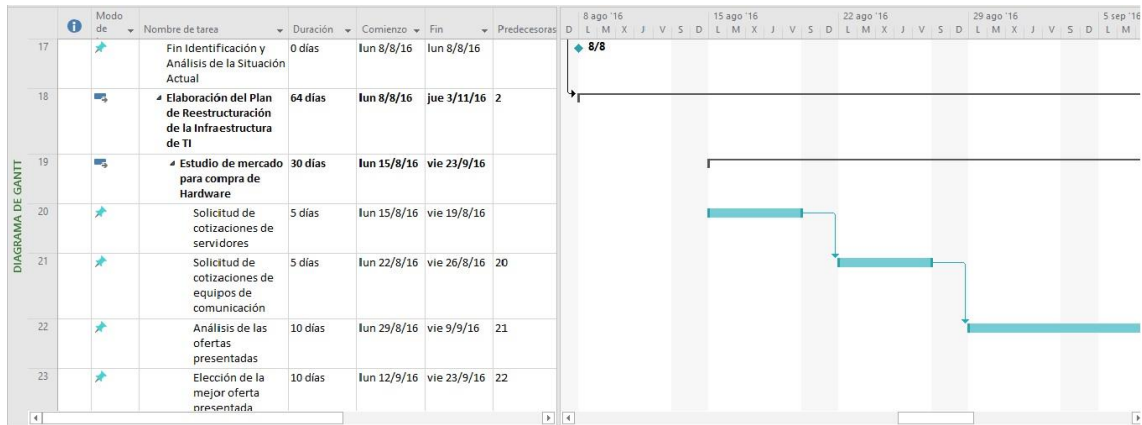 Modo
de
Nombre de tarea
Duración
Comienzo
Fin
Predecesoras
8 ago '16
15 ago '16
22 ago '16
29 ago '16
5 sep '16
D L M X J V S D L M X J V S D L M X J V S D L M X J V S D L M
17
Fin Identificación y
Análisis de la Situación
Actual
0 días
lun 8/8/16
lun 8/8/16
8/8
18
Elaboración del Plan
de Reestructuración
de la Infraestructura
de TI
64 días
lun 8/8/16
jue 3/11/16
2
19
Estudio de mercado
para compra de
Hardware
30 días
lun 15/8/16
vie 23/9/16
20
Solicitud de
cotizaciones de
servidores
5 días
lun 15/8/16
vie 19/8/16
21
Solicitud de
cotizaciones de
equipos de
comunicación
5 días
lun 22/8/16
vie 26/8/16
20
22
Análisis de las
ofertas
presentadas
10 días
lun 29/8/16
vie 9/9/16
21
23
Elección de la
mejor oferta
presentada
10 días
lun 12/9/16
vie 23/9/16
22
DIAGRAMA DE GANTT